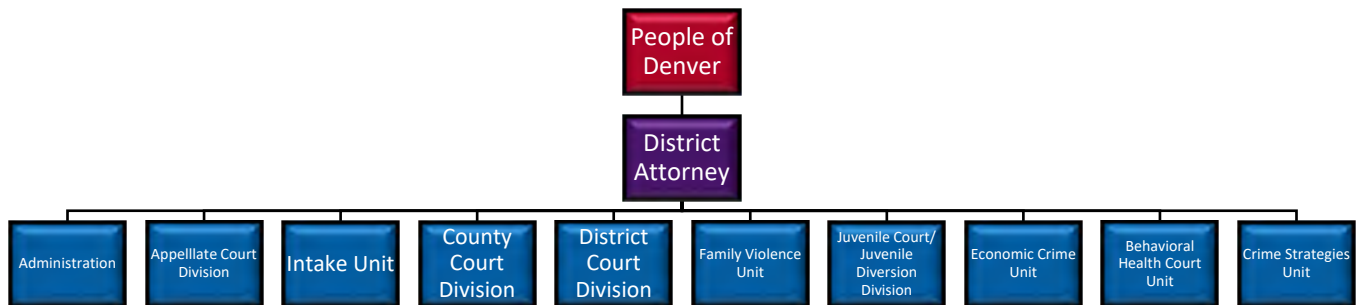 People of
Denver
District
Attorney
Administration
Appelllate Court
Division
Intake Unit
County
Court
Division
District
Court
Division
Family Violence
Unit
Juvenile Court/
Juvenile
Diversion
Division
Economic Crime
Unit
Behavioral
Health Court
Unit
Crime Strategies
Unit